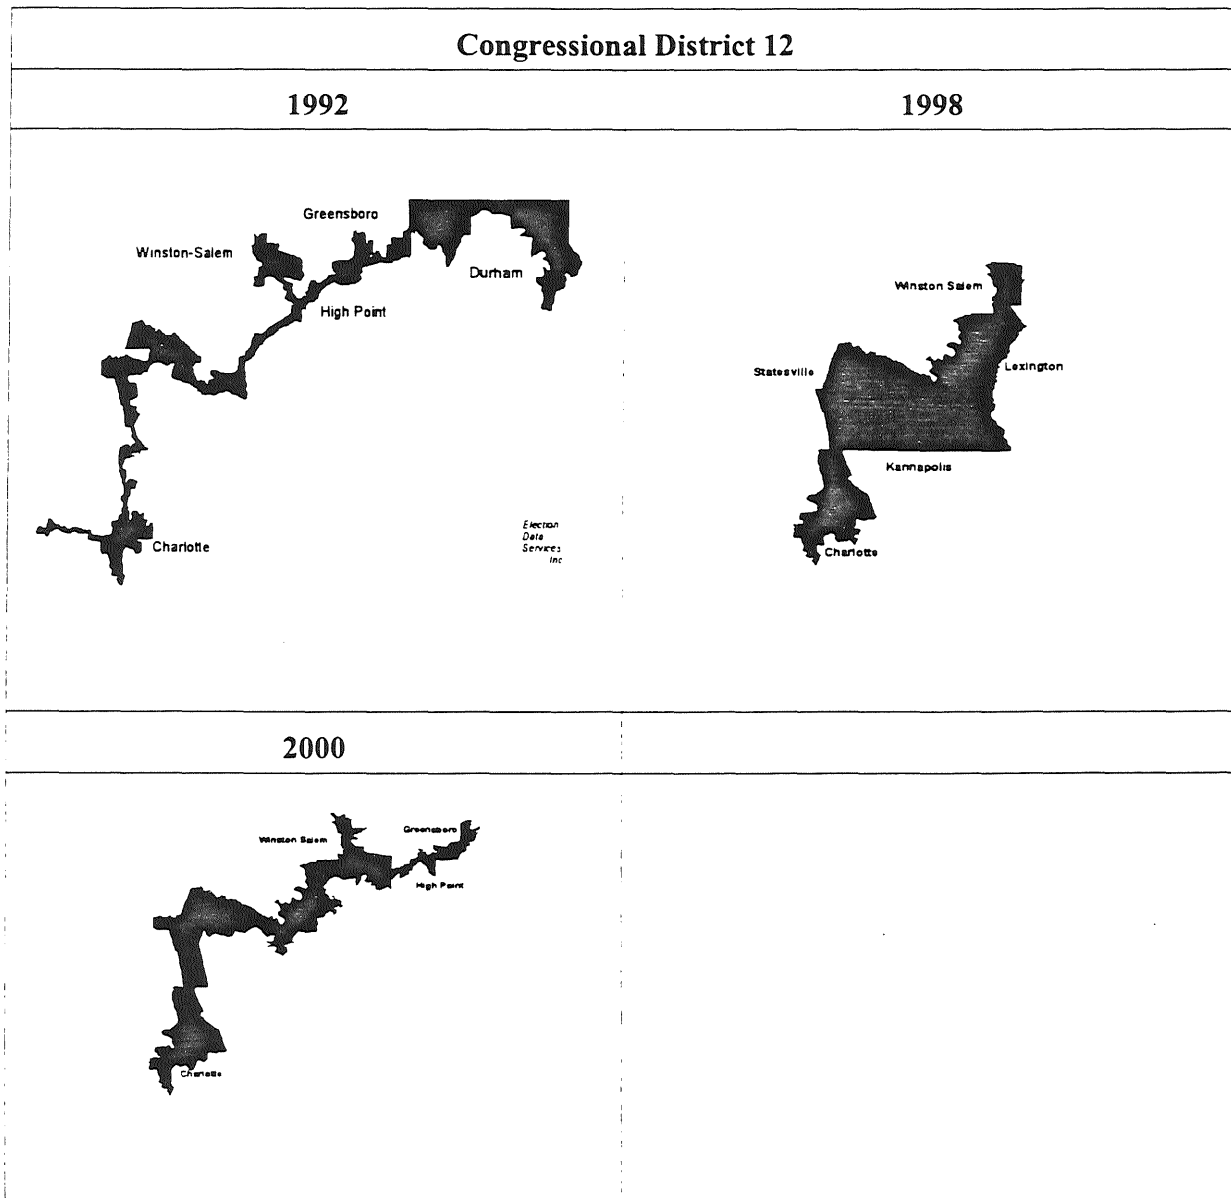 Congressional District 12
1992
1998
Greensboro
Winston-Salem
Durham
High Point
Charlotte
Election
Data
Services
Inc
Winston Salem
Statesville
Lexington
Kannapolis
Charlotte
2000
Winston Salem
Greensboro
High Point
Charlotte